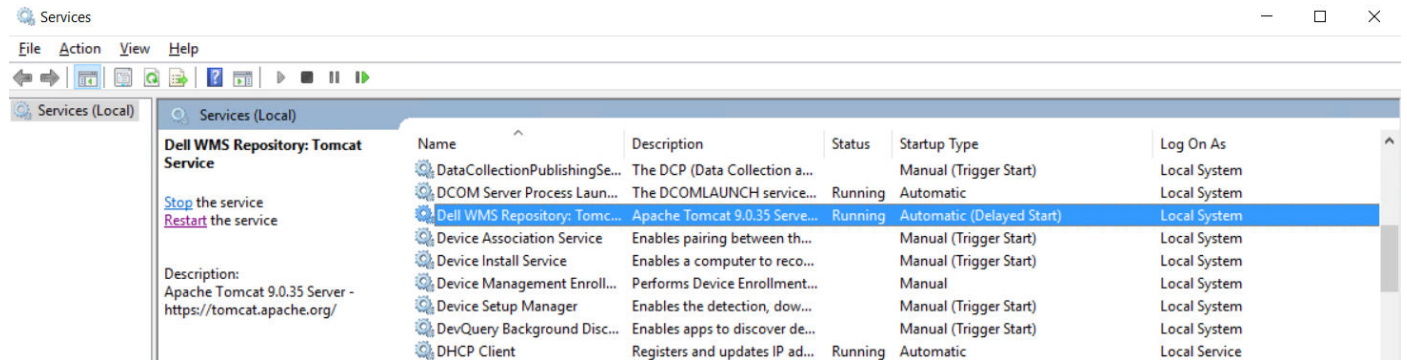 Services
File Action View Help
Services (Local)
Services (Local)
Dell WMS Repository: Tomcat
Service
Stop the service
Restart the service
Description:
Apache Tomcat 9.0.35 Server -
https://tomcat.apache.org/
Name Description Status Startup Type Log On As
DataCollectionPublishingSe... The DCP (Data Collection a... Manual (Trigger Start) Local System
DCOM Server Process Laun... The DCOMLAUNCH service... Running Automatic Local System
Dell WMS Repository: Tomc... Apache Tomcat 9.0.35 Serve... Running Automatic (Delayed Start) Local System
Device Association Service Enables pairing between th... Manual (Trigger Start) Local System
Device Install Service Enables a computer to reco... Manual (Trigger Start) Local System
Device Management Enroll... Performs Device Enrollment... Manual Local System
Device Setup Manager Enables the detection, dow... Manual (Trigger Start) Local System
DevQuery Background Disc... Enables apps to discover de... Manual (Trigger Start) Local System
DHCP Client Registers and updates IP ad... Running Automatic Local Service